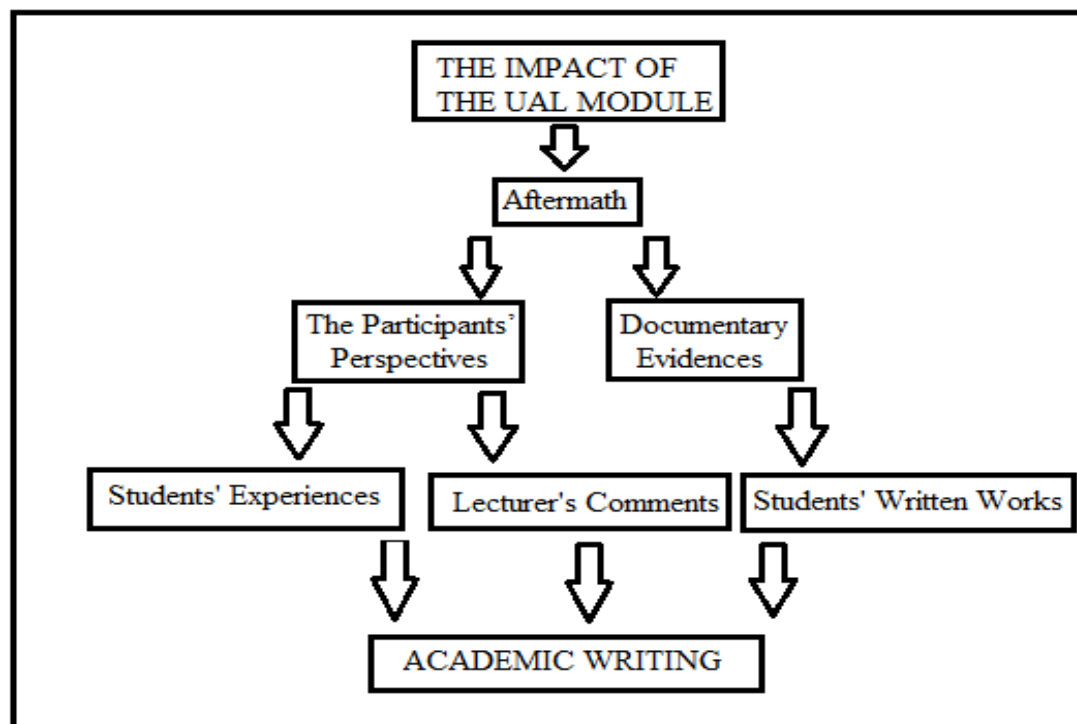 THE IMPACT OF
THE UAL MODULE
Aftermath
The Participants'
Perspectives
Documentary
Evidences
Students' Experiences
Lecturer's Comments
Students' Written Works
ACADEMIC WRITING